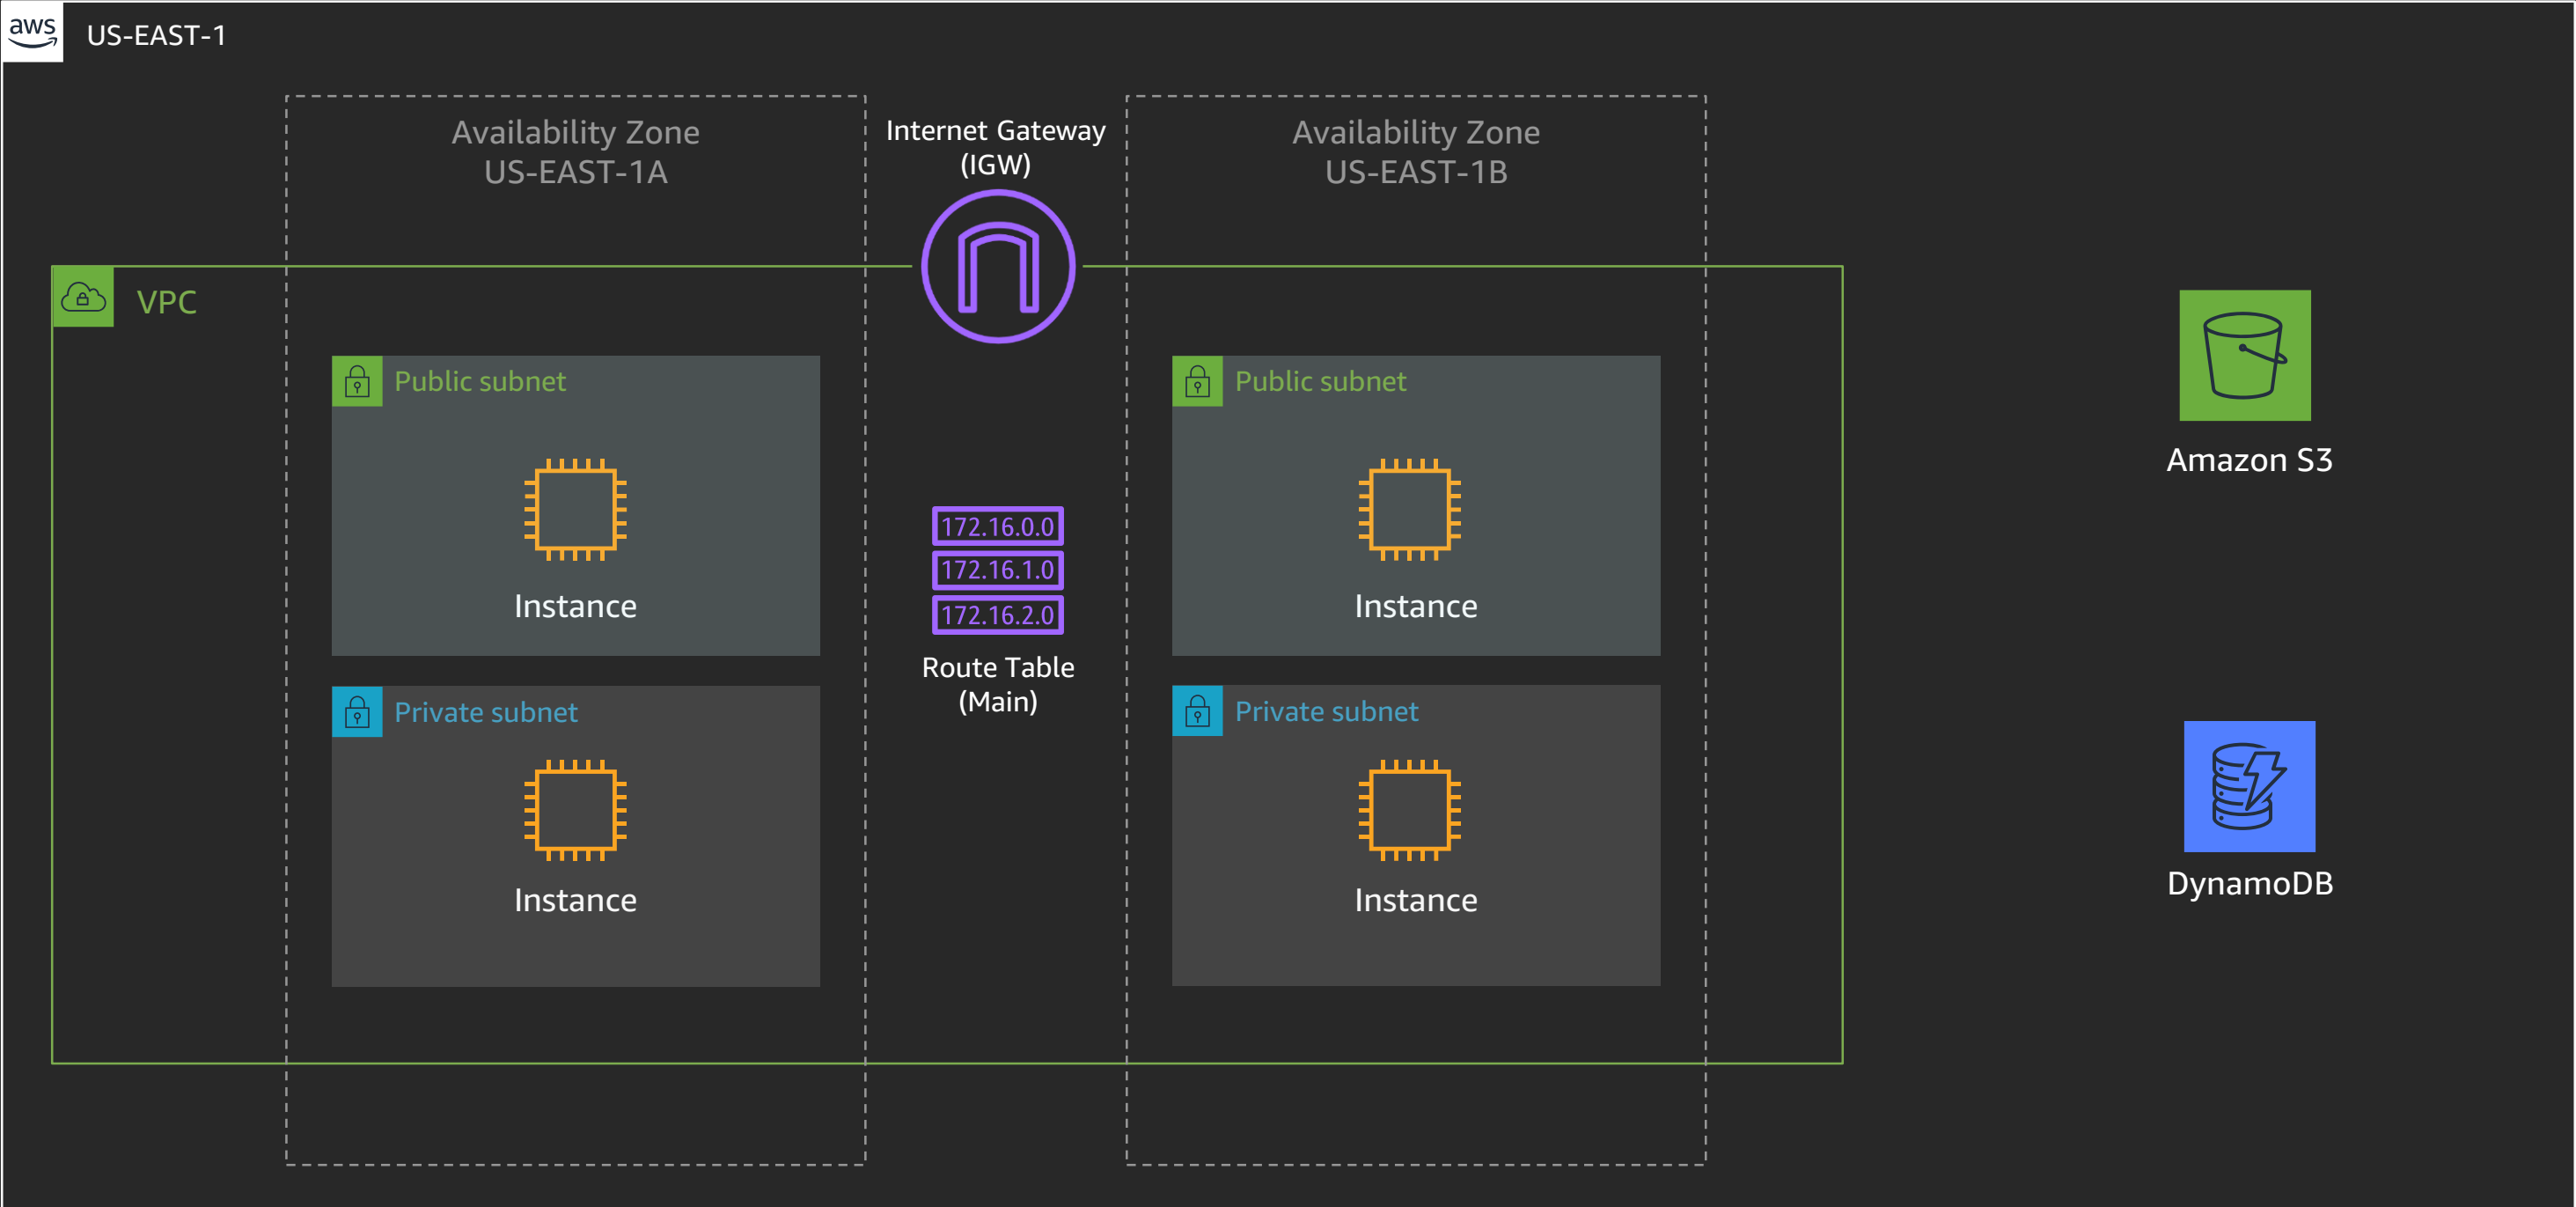 aws
US-EAST-1
Availability Zone
US-EAST-1A
Internet Gateway
(IGW)
Availability Zone
US-EAST-1B
VPC
Public subnet
Instance
Private subnet
Instance
172.16.0.0
172.16.1.0
172.16.2.0
Route Table
(Main)
Public subnet
Instance
Private subnet
Instance
Amazon S3
DynamoDB